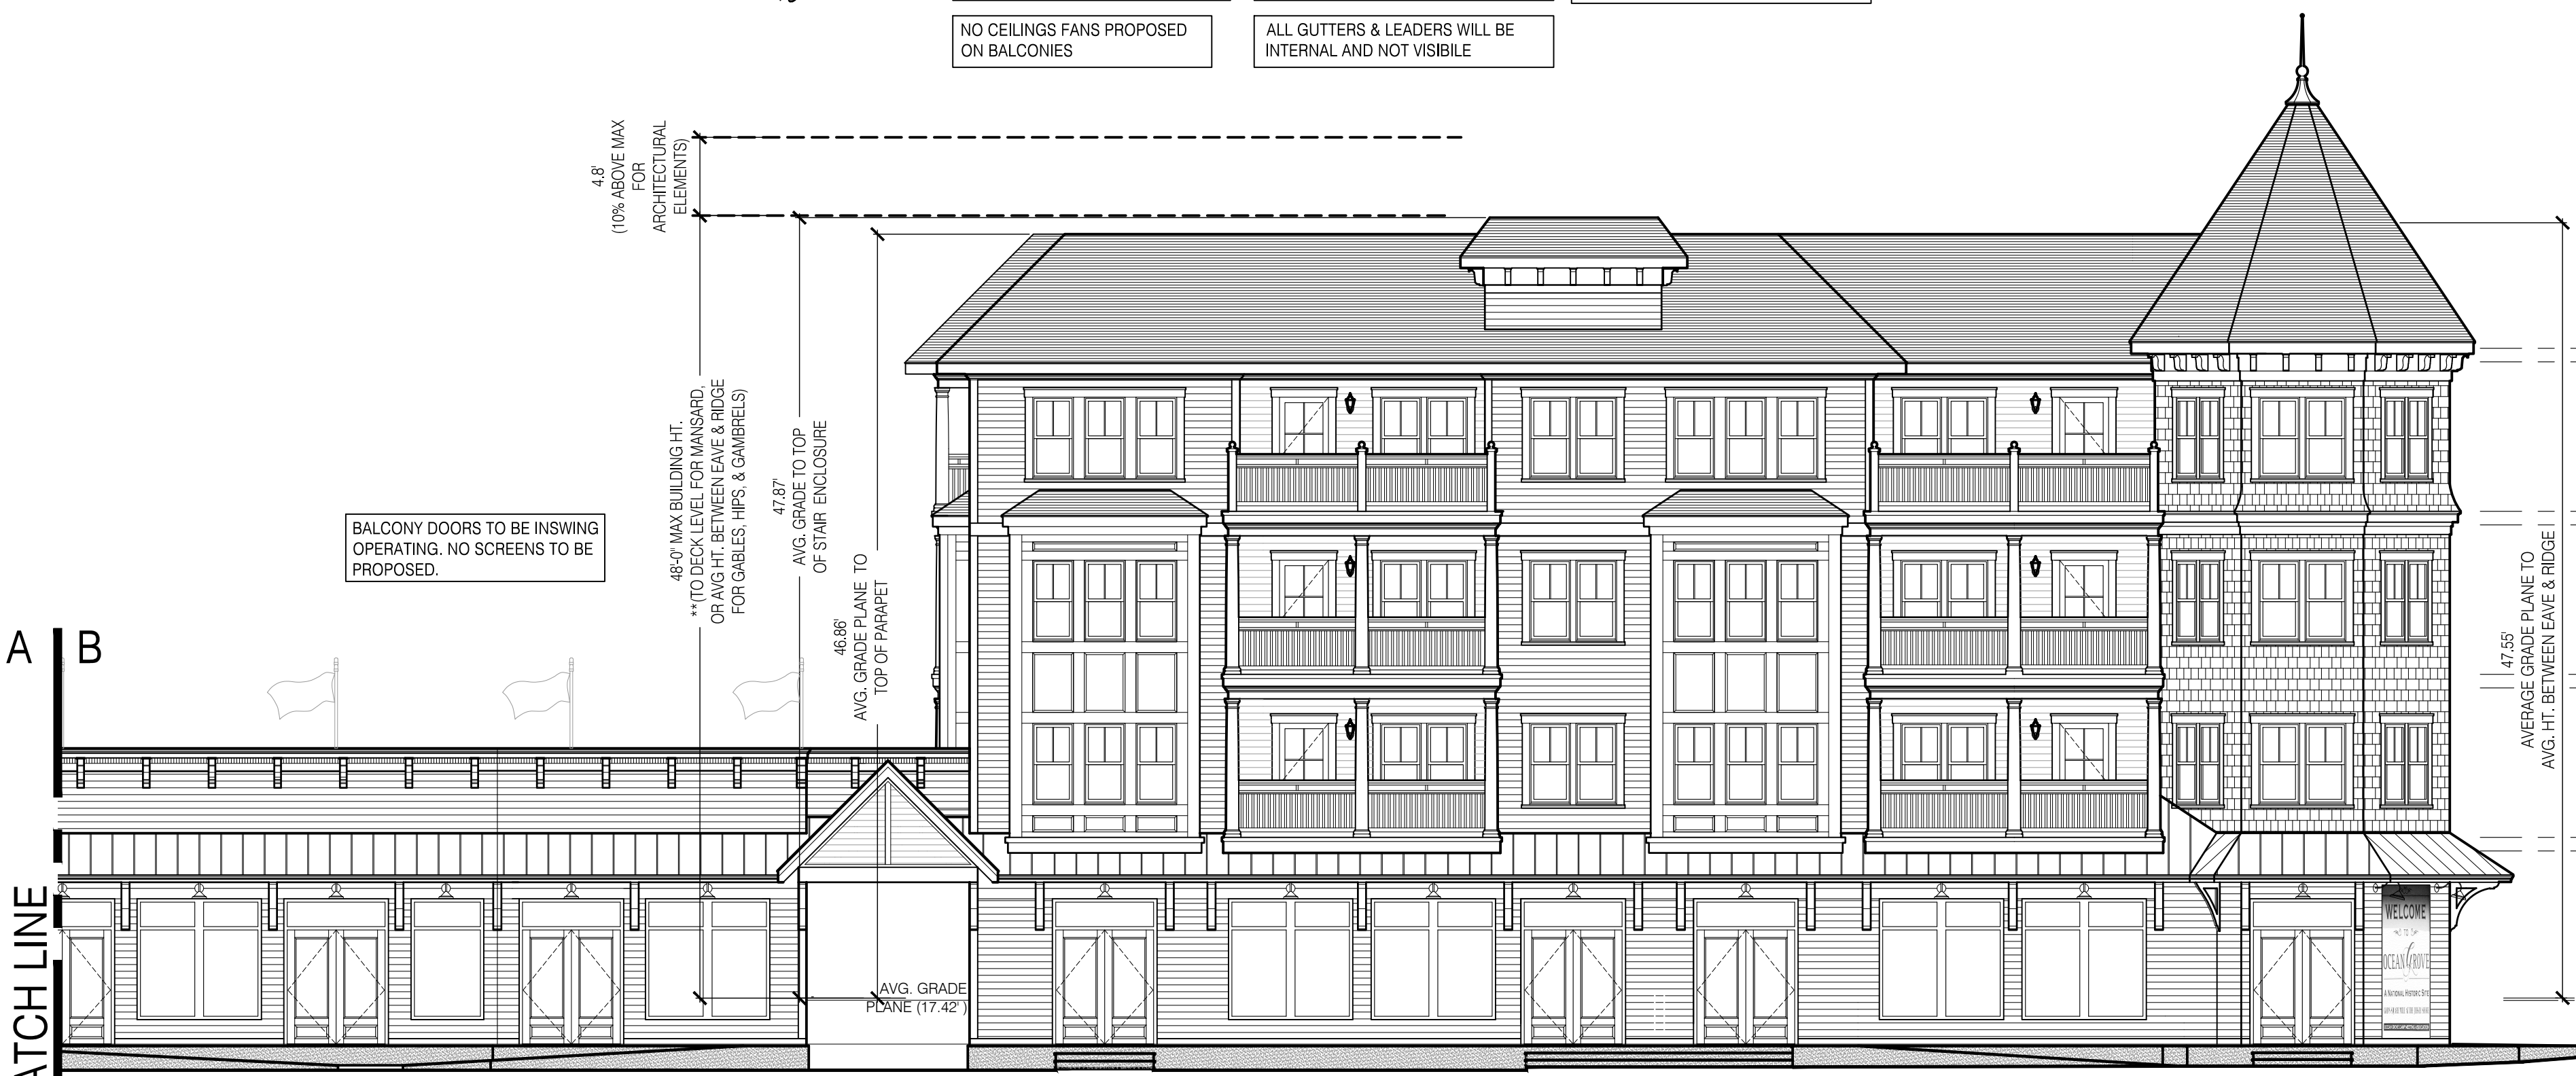 NO CEILINGS FANS PROPOSED
ON BALCONIES
ALL GUTTERS & LEADERS WILL BE
INTERNAL AND NOT VISIBILE
4.8'
(10% ABOVE MAX
FOR
ARCHITECTURAL
ELEMENTS)
48'-0" MAX BUILDING HT.
**(TO DECK LEVEL FOR MANSARD,
OR AVG HT. BETWEEN EAVE & RIDGE
FOR GABLES, HIPS, & GAMBRELS)
47.87'
AVG. GRADE TO TOP
OF STAIR ENCLOSURE
46.86'
AVG. GRADE PLANE TO
TOP OF PARAPET
BALCONY DOORS TO BE INSWING
OPERATING. NO SCREENS TO BE
PROPOSED.
A B
ATCH LINE
AVG. GRADE
PLANE (17.42')
47.55'
AVERAGE GRADE PLANE TO
AVG. HT. BETWEEN EAVE & RIDGE
WELCOME
TO
OCEAN GROVE
A NATIONAL HISTORIC SITE